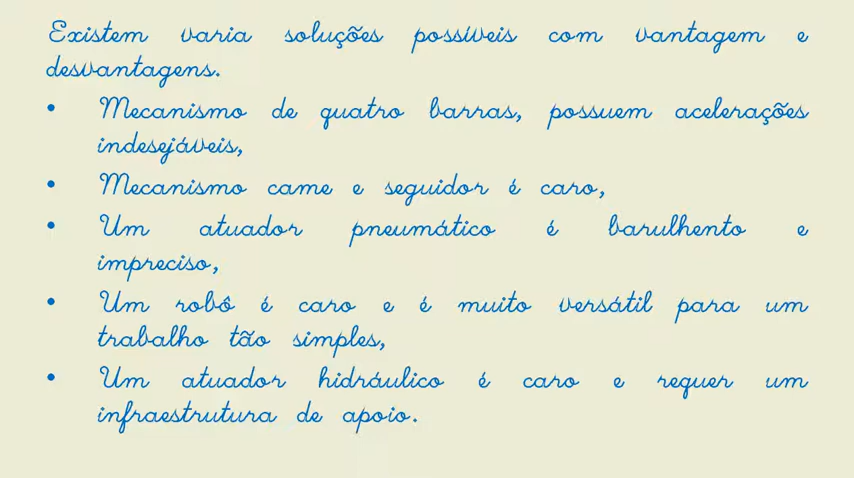 Existem varia soluções possíveis com vantagem e
desvantagens.
• Mecanismo de quatro barras, possuem acelerações
indesejáveis,
• Mecanismo came e seguidor é caro,
• Um atuador pneumático é barulhento e
impreciso,
• Um robô é caro e é muito versátil para um
trabalho tão simples,
• Um atuador hidráulico é caro e requer um
infraestrutura de apoio.